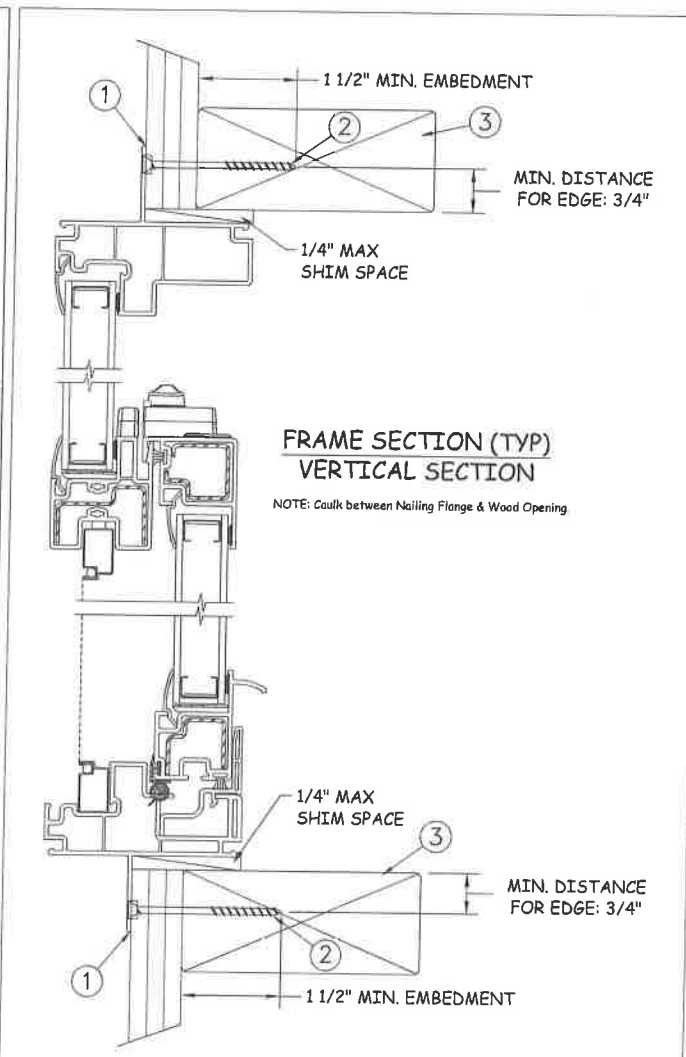 1 1/2" MIN. EMBEDMENT
1
2
3
MIN. DISTANCE
FOR EDGE: 3/4"
1/4" MAX
SHIM SPACE
FRAME SECTION (TYP)
VERTICAL SECTION
NOTE: Caulk between Nailing Flange & Wood Opening
1/4" MAX
SHIM SPACE
3
MIN. DISTANCE
FOR EDGE: 3/4"
2
1
1 1/2" MIN. EMBEDMENT